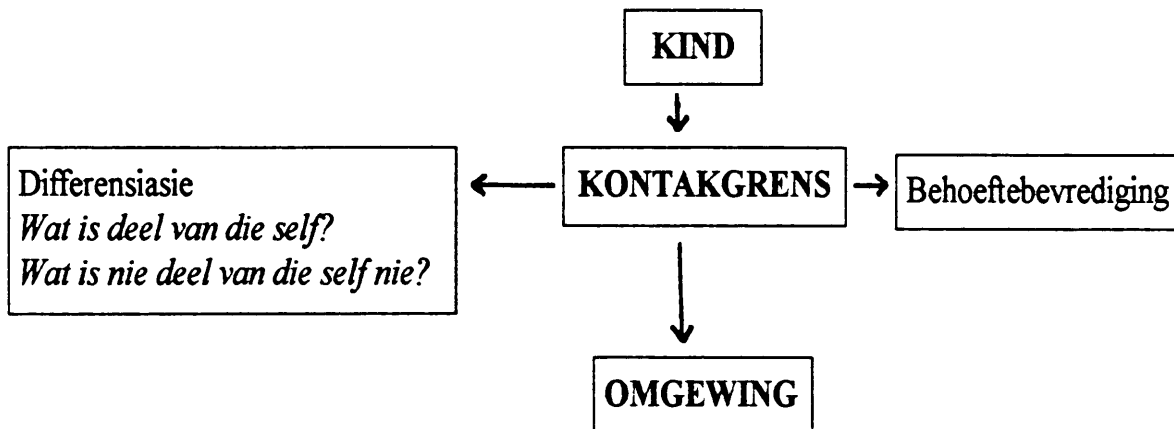 KIND
Differensiasie
Wat is deel van die self?
Wat is nie deel van die self nie?
KONTAKGRENS
Behoeftebevrediging
OMGEWING